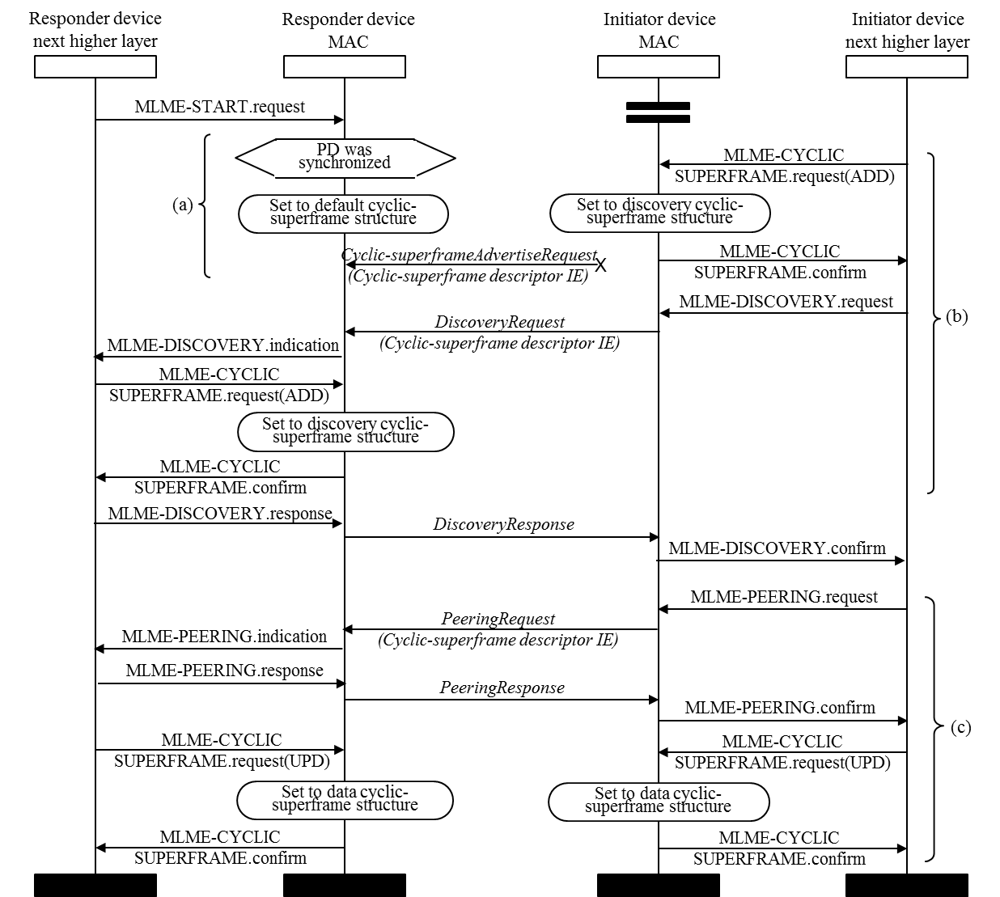 Responder device
next higher layer
Responder device
MAC
Initiator device
MAC
Initiator device
next higher layer
MLME-START.request
PD was
synchronized
MLME-CYCLIC
SUPERFRAME.request(ADD)
(a)
Set to default cyclic-
superframe structure
Set to discovery cyclic-
superframe structure
Cyclic-superframeAdvertiseRequest
(Cyclic-superframe descriptor IE)
X
MLME-CYCLIC
SUPERFRAME.confirm
MLME-DISCOVERY.request
(b)
DiscoveryRequest
(Cyclic-superframe descriptor IE)
MLME-DISCOVERY.indication
MLME-CYCLIC
SUPERFRAME.request(ADD)
Set to discovery cyclic-
superframe structure
MLME-CYCLIC
SUPERFRAME.confirm
MLME-DISCOVERY.response
DiscoveryResponse
MLME-DISCOVERY.confirm
MLME-PEERING.request
PeeringRequest
(Cyclic-superframe descriptor IE)
MLME-PEERING.indication
MLME-PEERING.response
PeeringResponse
MLME-PEERING.confirm
(c)
MLME-CYCLIC
SUPERFRAME.request(UPD)
MLME-CYCLIC
SUPERFRAME.request(UPD)
Set to data cyclic-
superframe structure
Set to data cyclic-
superframe structure
MLME-CYCLIC
SUPERFRAME.confirm
MLME-CYCLIC
SUPERFRAME.confirm